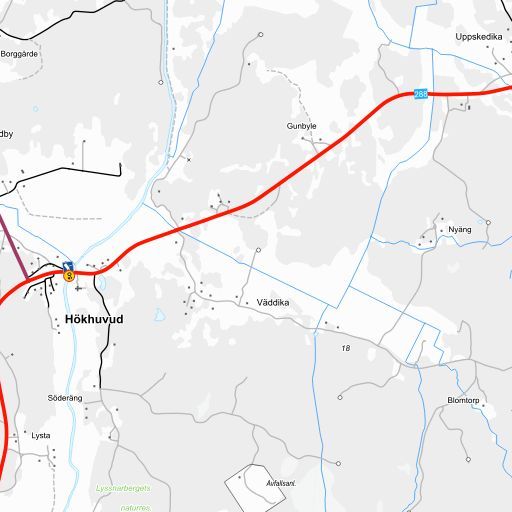 Uppskedika
Borggårde
288
Gunbyle
dby
Nyäng
Väddika
Hökhuvud
18
Söderäng
Blomtorp
Lysta
Avfallsanl.
Lyssnarbergets
naturres.